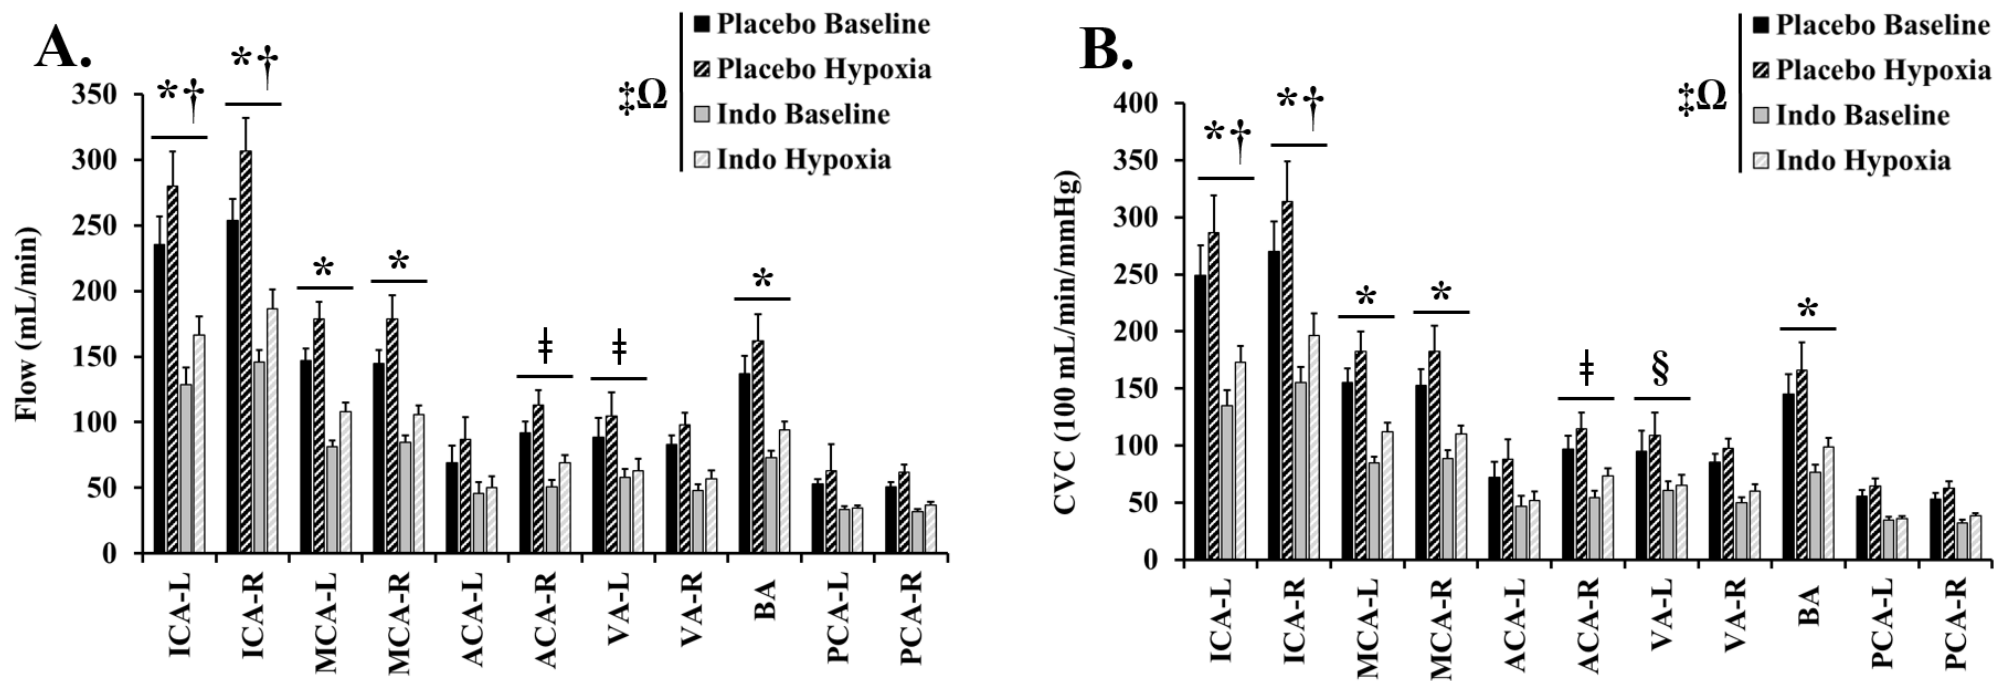 A.
Placebo Baseline
Placebo Hypoxia
Indo Baseline
Indo Hypoxia
‡Ω
*†
*†
*
*
‡
‡
*
Flow (mL/min)
350
300
250
200
150
100
50
0
ICA-L
ICA-R
MCA-L
MCA-R
ACA-L
ACA-R
VA-L
VA-R
BA
PCA-L
PCA-R
B.
Placebo Baseline
Placebo Hypoxia
Indo Baseline
Indo Hypoxia
‡Ω
*†
*†
*
*
‡
§
*
CVC (100 mL/min/mmHg)
400
350
300
250
200
150
100
50
0
ICA-L
ICA-R
MCA-L
MCA-R
ACA-L
ACA-R
VA-L
VA-R
BA
PCA-L
PCA-R